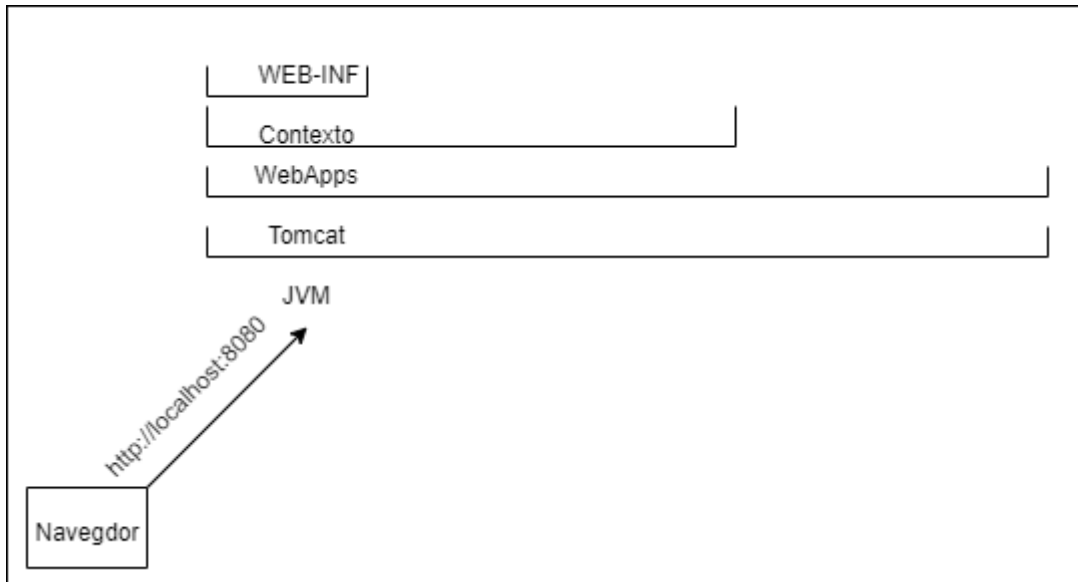 WEB-INF
Contexto
WebApps
Tomcat
JVM
http://localhost:8080
Navegdor